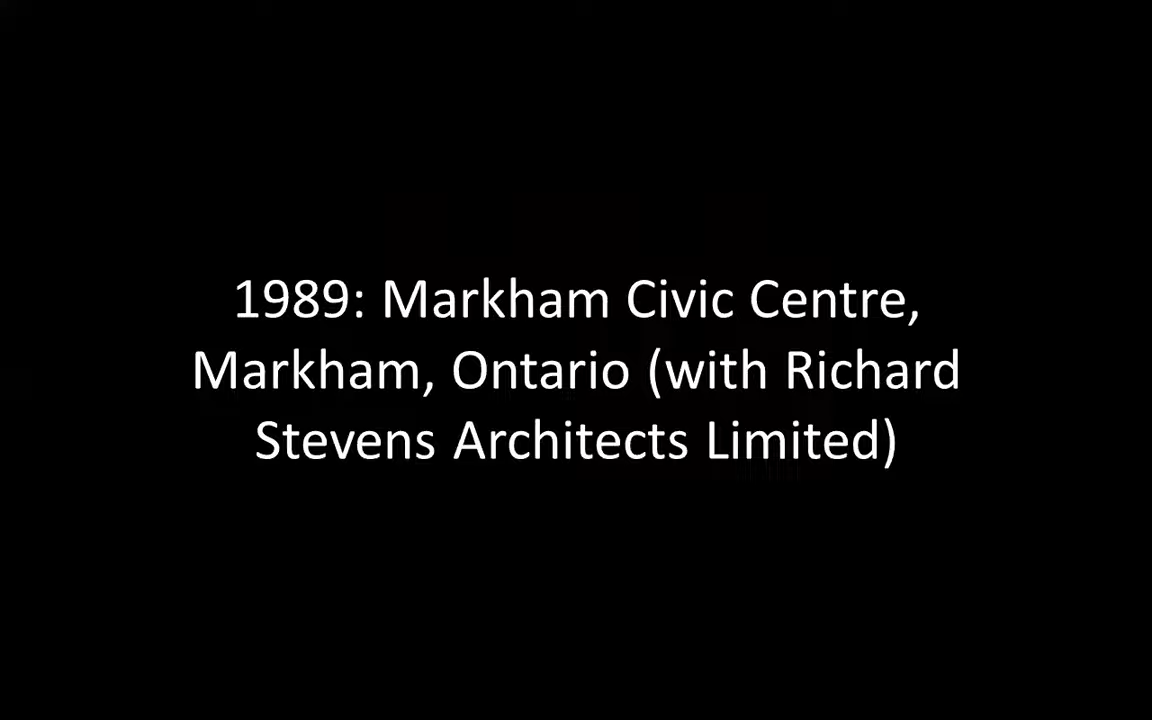 1989: Markham Civic Centre,
Markham, Ontario (with Richard
Stevens Architects Limited)